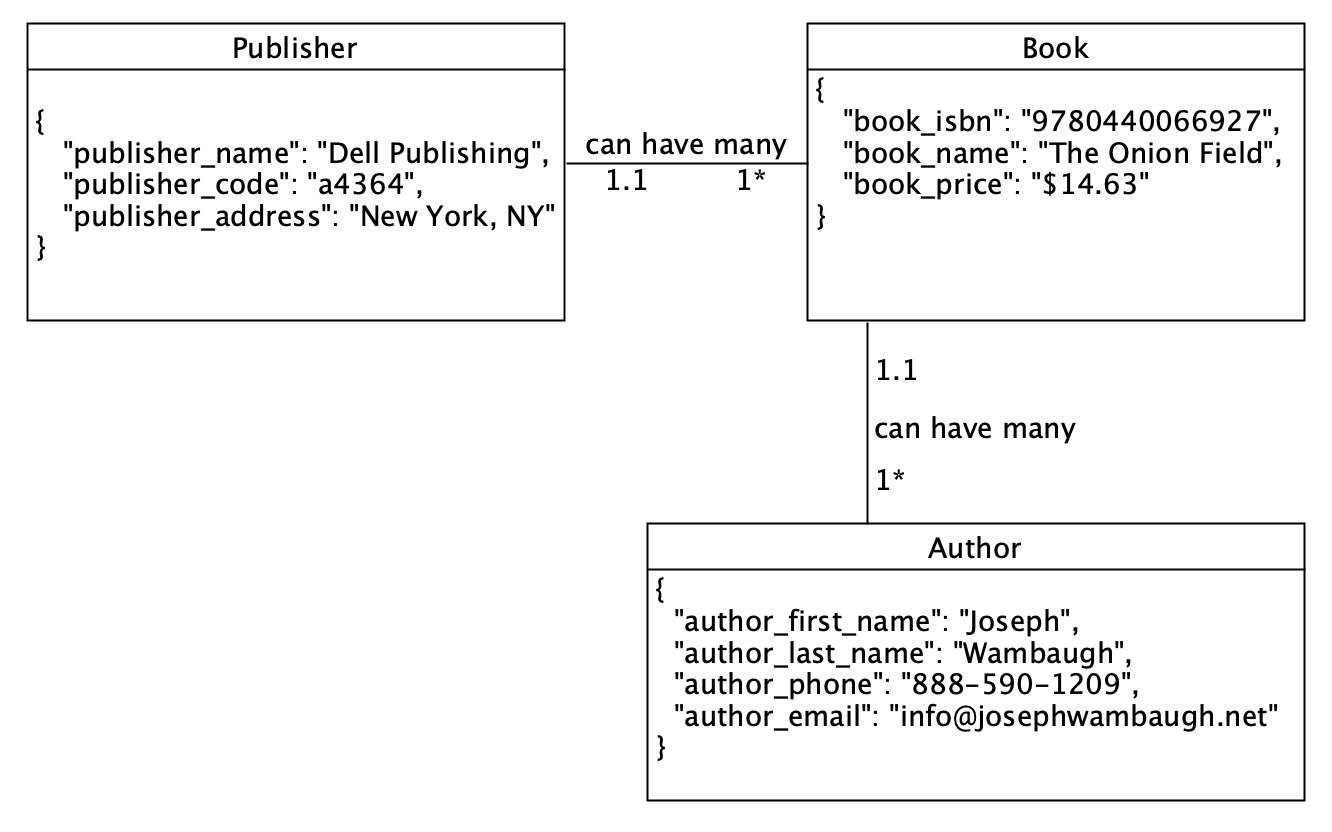 Publisher
{
"publisher_name": "Dell Publishing",
"publisher_code": "a4364",
"publisher_address": "New York, NY"
}
can have many
1.1
1*
Book
{
"book_isbn": "9780440066927",
"book_name": "The Onion Field",
"book_price": "$14.63"
}
1.1
can have many
1*
Author
{
"author_first_name": "Joseph",
"author_last_name": "Wambaugh",
"author_phone": "888-590-1209",
"author_email": "info@josephwambaugh.net"
}